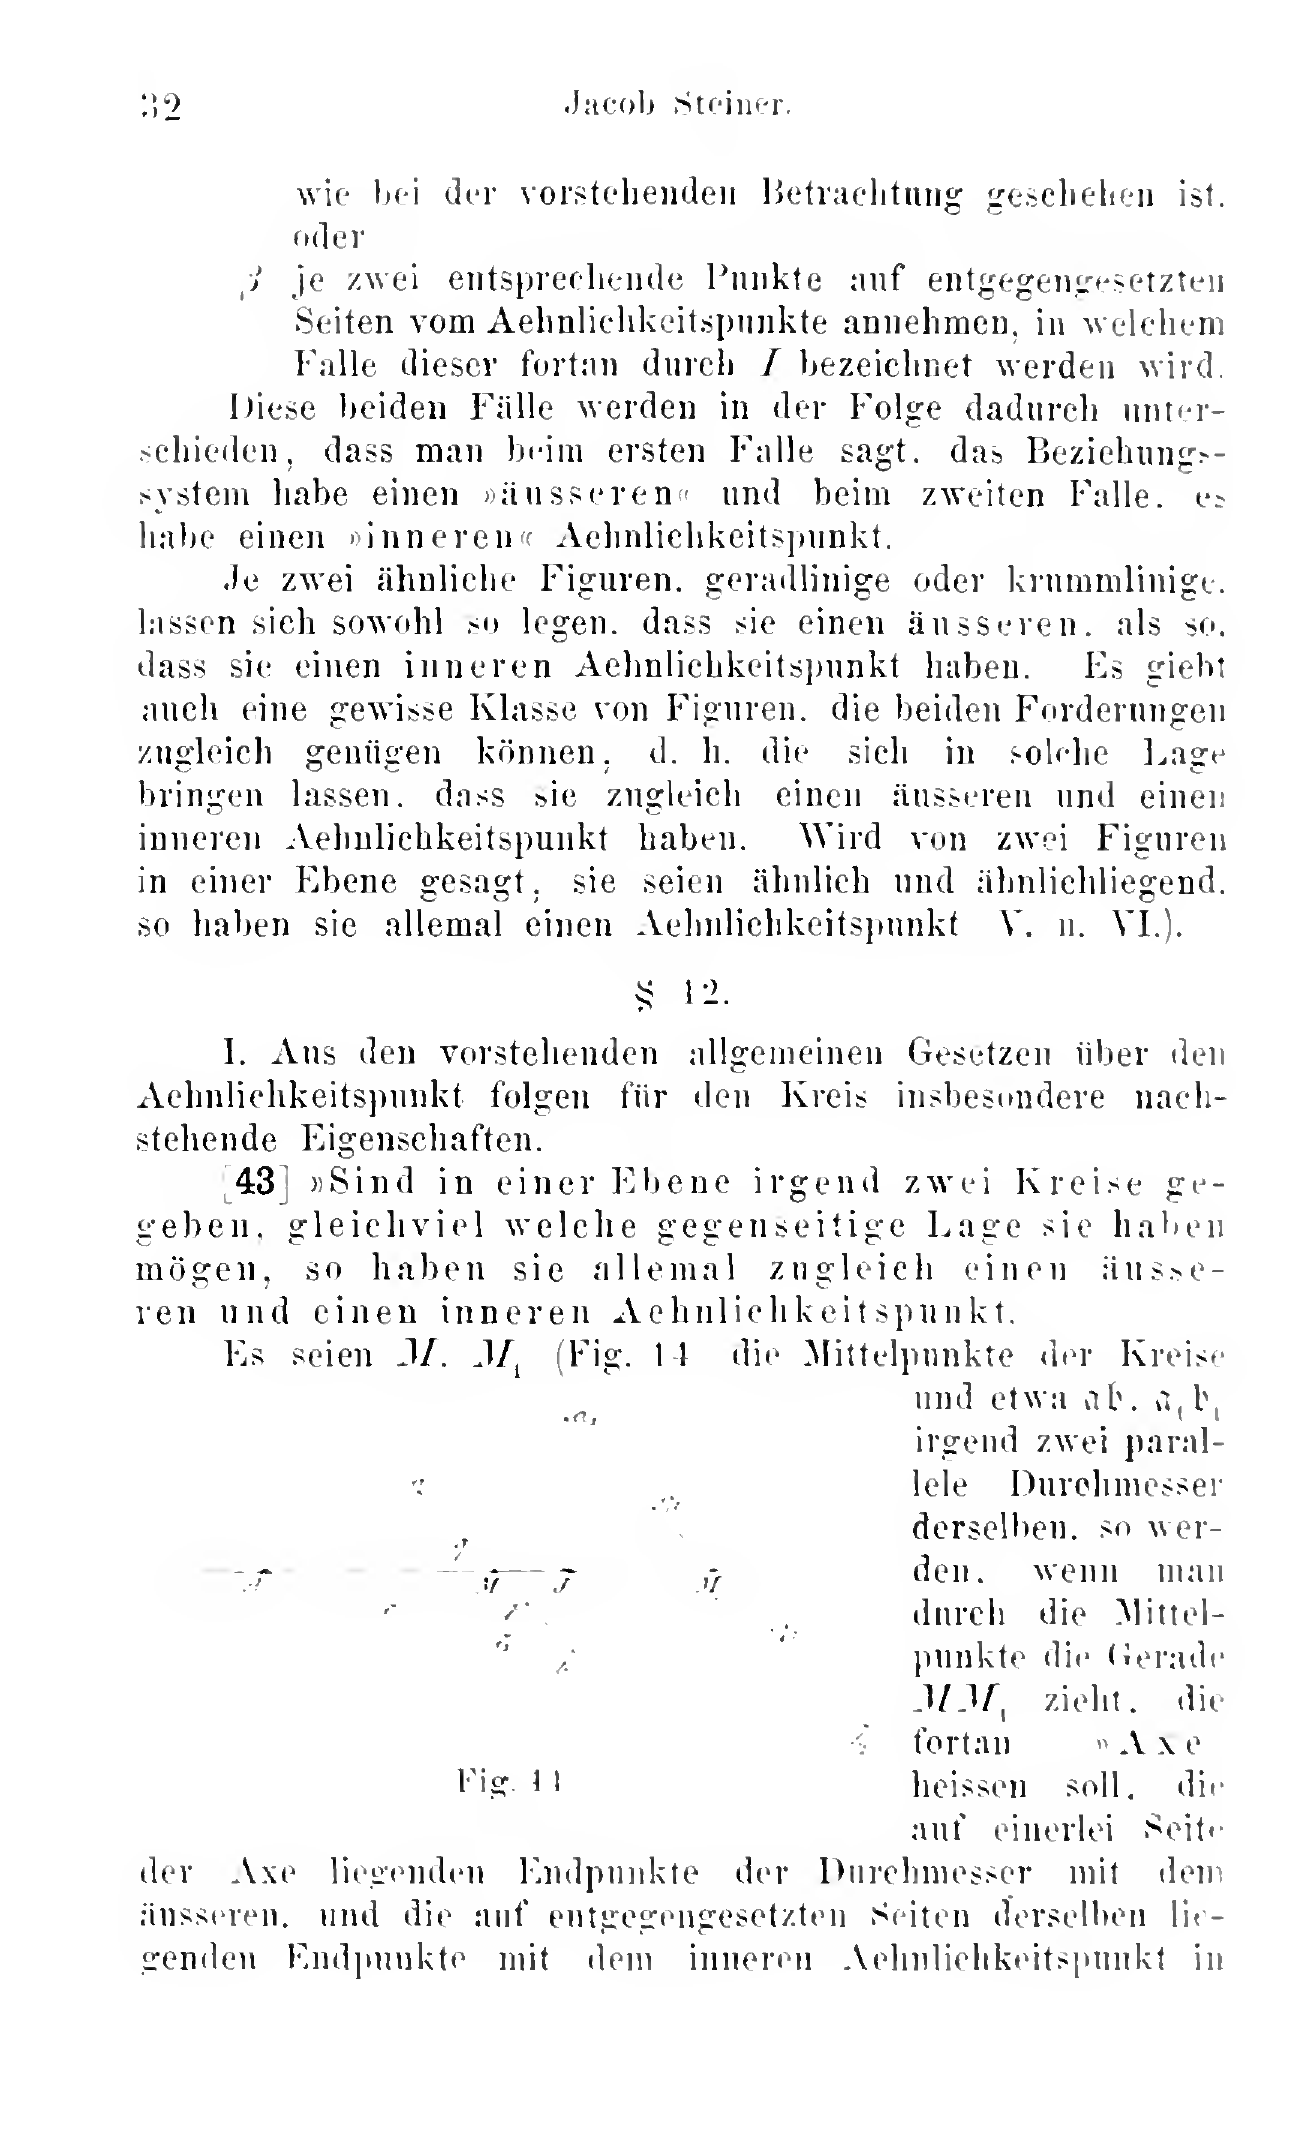 32 Jacob Steiner.
wie bei der vorstehenden Betrachtung geschehen ist.
oder
β je zwei entsprechende Punkte auf entgegengesetzten
Seiten vom Aehnlichkeitspunkte annehmen, in welchem
Falle dieser fortan durch I bezeichnet werden wird.
Diese beiden Fälle werden in der Folge dadurch unter-
schieden, dass man beim ersten Falle sagt, das Beziehungs-
system habe einen »äusseren« und beim zweiten Falle, es
habe einen »inneren« Aehnlichkeitspunkt.
Je zwei ähnliche Figuren, geradlinige oder krummlinige,
lassen sich sowohl so legen, dass sie einen äusseren, als so,
dass sie einen inneren Aehnlichkeitspunkt haben. Es giebt
auch eine gewisse Klasse von Figuren, die beiden Forderungen
zugleich genügen können, d. h. die sich in solche Lage
bringen lassen, dass sie zugleich einen äusseren und einen
inneren Aehnlichkeitspunkt haben. Wird von zwei Figuren
in einer Ebene gesagt, sie seien ähnlich und ähnlichliegend,
so haben sie allemal einen Aehnlichkeitspunkt V. u. VI.).
§ 12.
I. Aus den vorstehenden allgemeinen Gesetzen über den
Aehnlichkeitspunkt folgen für den Kreis insbesondere nach-
stehende Eigenschaften.
[43] »Sind in einer Ebene irgend zwei Kreise ge-
geben, gleichviel welche gegenseitige Lage sie haben
mögen, so haben sie allemal zugleich einen äusse-
ren und einen inneren Aehnlichkeitspunkt.
Es seien M, M₁ (Fig. 14 die Mittelpunkte der Kreise
und etwa ab, a₁b₁
irgend zwei paral-
lele Durchmesser
derselben, so wer-
den, wenn man
durch die Mittel-
punkte die Gerade
MM₁ zieht, die
fortan »Axe
heissen soll, die
auf einerlei Seite
Fig. 14
der Axe liegenden Endpunkte der Durchmesser mit dem
äusseren, und die auf entgegengesetzten Seiten derselben lie-
genden Endpunkte mit dem inneren Aehnlichkeitspunkt in